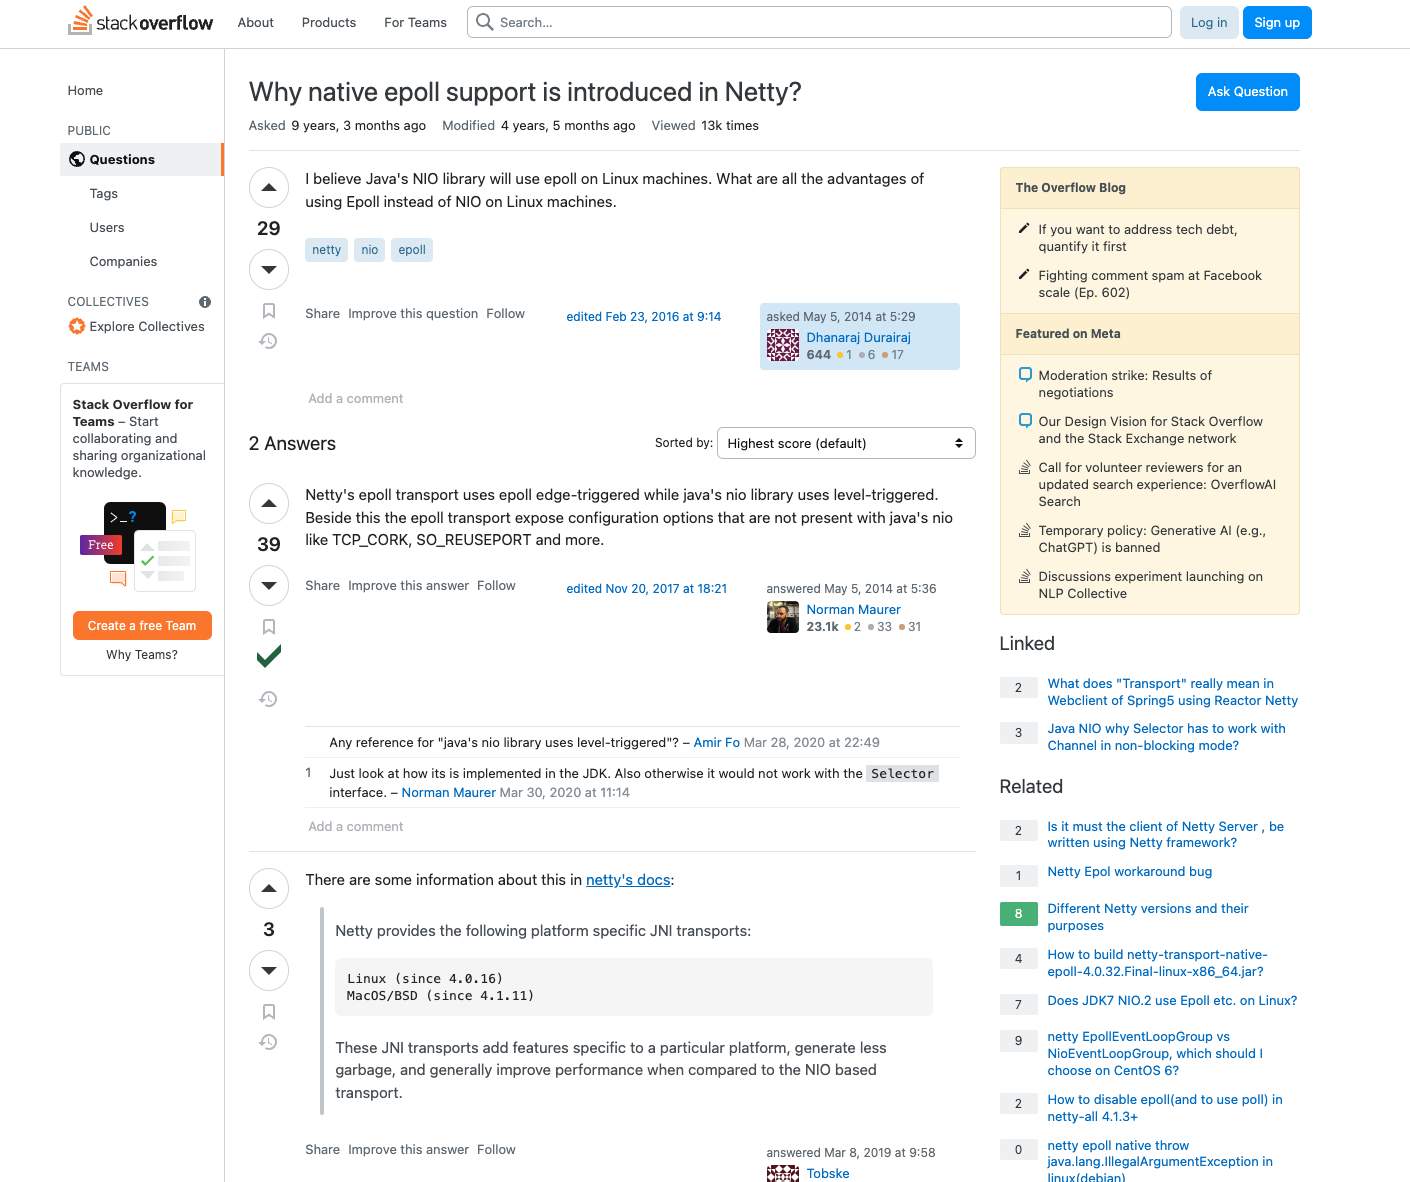 stack overflow
About
Products
For Teams
Search...
Log in
Sign up
Home
PUBLIC
Questions
Tags
Users
Companies
COLLECTIVES
Explore Collectives
TEAMS
Stack Overflow for
Teams – Start
collaborating and
sharing organizational
knowledge.
>_?
Free
Create a free Team
Why Teams?
Why native epoll support is introduced in Netty?
Ask Question
Asked 9 years, 3 months ago Modified 4 years, 5 months ago Viewed 13k times
29
I believe Java's NIO library will use epoll on Linux machines. What are all the advantages of
using Epoll instead of NIO on Linux machines.
netty nio epoll
Share Improve this question Follow
edited Feb 23, 2016 at 9:14
asked May 5, 2014 at 5:29
Dhanaraj Durairaj
644 1 6 17
Add a comment
2 Answers
Sorted by:
Highest score (default)
39
Netty's epoll transport uses epoll edge-triggered while java's nio library uses level-triggered.
Beside this the epoll transport expose configuration options that are not present with java's nio
like TCP_CORK, SO_REUSEPORT and more.
Share Improve this answer Follow
edited Nov 20, 2017 at 18:21
answered May 5, 2014 at 5:36
Norman Maurer
23.1k 2 33 31
Any reference for "java's nio library uses level-triggered"? – Amir Fo Mar 28, 2020 at 22:49
1 Just look at how its is implemented in the JDK. Also otherwise it would not work with the Selector
interface. – Norman Maurer Mar 30, 2020 at 11:14
Add a comment
3
There are some information about this in netty's docs:
Netty provides the following platform specific JNI transports:
Linux (since 4.0.16)
MacOS/BSD (since 4.1.11)
These JNI transports add features specific to a particular platform, generate less
garbage, and generally improve performance when compared to the NIO based
transport.
Share Improve this answer Follow
answered Mar 8, 2019 at 9:58
Tobske
The Overflow Blog
If you want to address tech debt,
quantify it first
Fighting comment spam at Facebook
scale (Ep. 602)
Featured on Meta
Moderation strike: Results of
negotiations
Our Design Vision for Stack Overflow
and the Stack Exchange network
Call for volunteer reviewers for an
updated search experience: OverflowAI
Search
Temporary policy: Generative AI (e.g.,
ChatGPT) is banned
Discussions experiment launching on
NLP Collective
Linked
2 What does "Transport" really mean in
Webclient of Spring5 using Reactor Netty
3 Java NIO why Selector has to work with
Channel in non-blocking mode?
Related
2 Is it must the client of Netty Server , be
written using Netty framework?
1 Netty Epol workaround bug
8 Different Netty versions and their
purposes
4 How to build netty-transport-native-
epoll-4.0.32.Final-linux-x86_64.jar?
7 Does JDK7 NIO.2 use Epoll etc. on Linux?
9 netty EpollEventLoopGroup vs
NioEventLoopGroup, which should I
choose on CentOS 6?
2 How to disable epoll(and to use poll) in
netty-all 4.1.3+
0 netty epoll native throw
java.lang.IllegalArgumentException in
linux(debian)